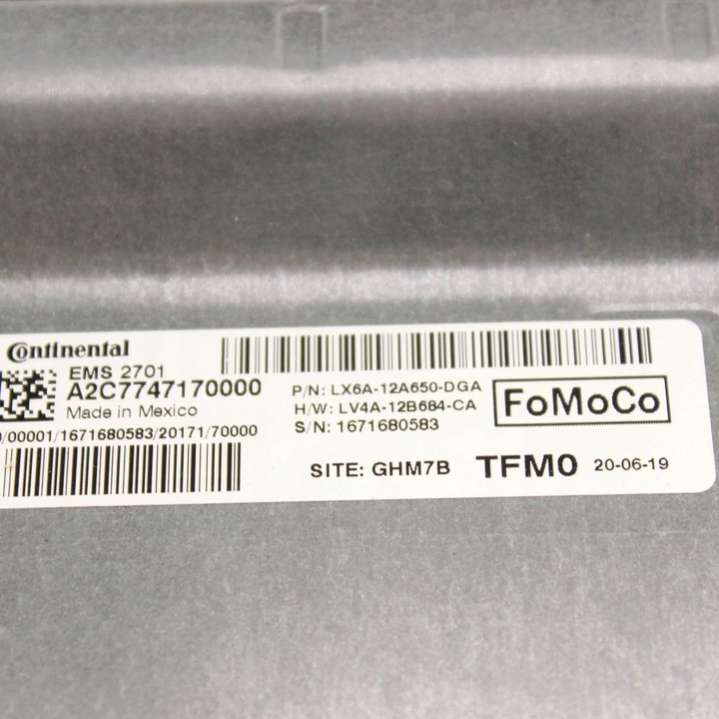 Continental
EMS 2701
A2C7747170000
Made in Mexico
/00001/1671680583/20171/70000
P/N: LX6A-12A650-DGA
H/W: LV4A-12B684-CA
S/N: 1671680583
FoMoCo
SITE: GHM7B TFM0 20-06-19